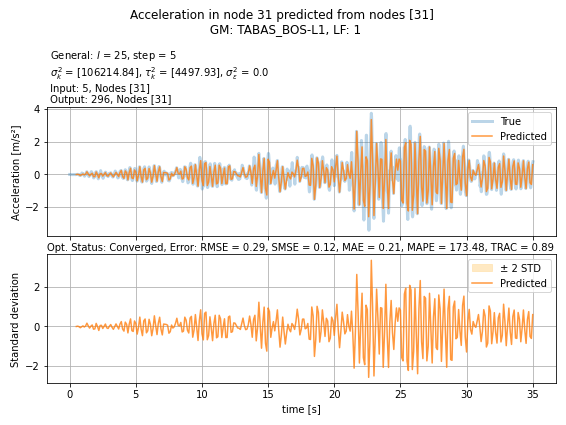 Acceleration in node 31 predicted from nodes [31]
GM: TABAS_BOS-L1, LF: 1
General: l = 25, step = 5
σ²ₖ = [106214.84], τ²ₖ = [4497.93], σ²ε = 0.0
Input: 5, Nodes [31]
Output: 296, Nodes [31]
4
2
0
−2
Acceleration [m/s²]
True
Predicted
Opt. Status: Converged, Error: RMSE = 0.29, SMSE = 0.12, MAE = 0.21, MAPE = 173.48, TRAC = 0.89
2
0
−2
Standard deviation
± 2 STD
Predicted
0 5 10 15 20 25 30 35
time [s]